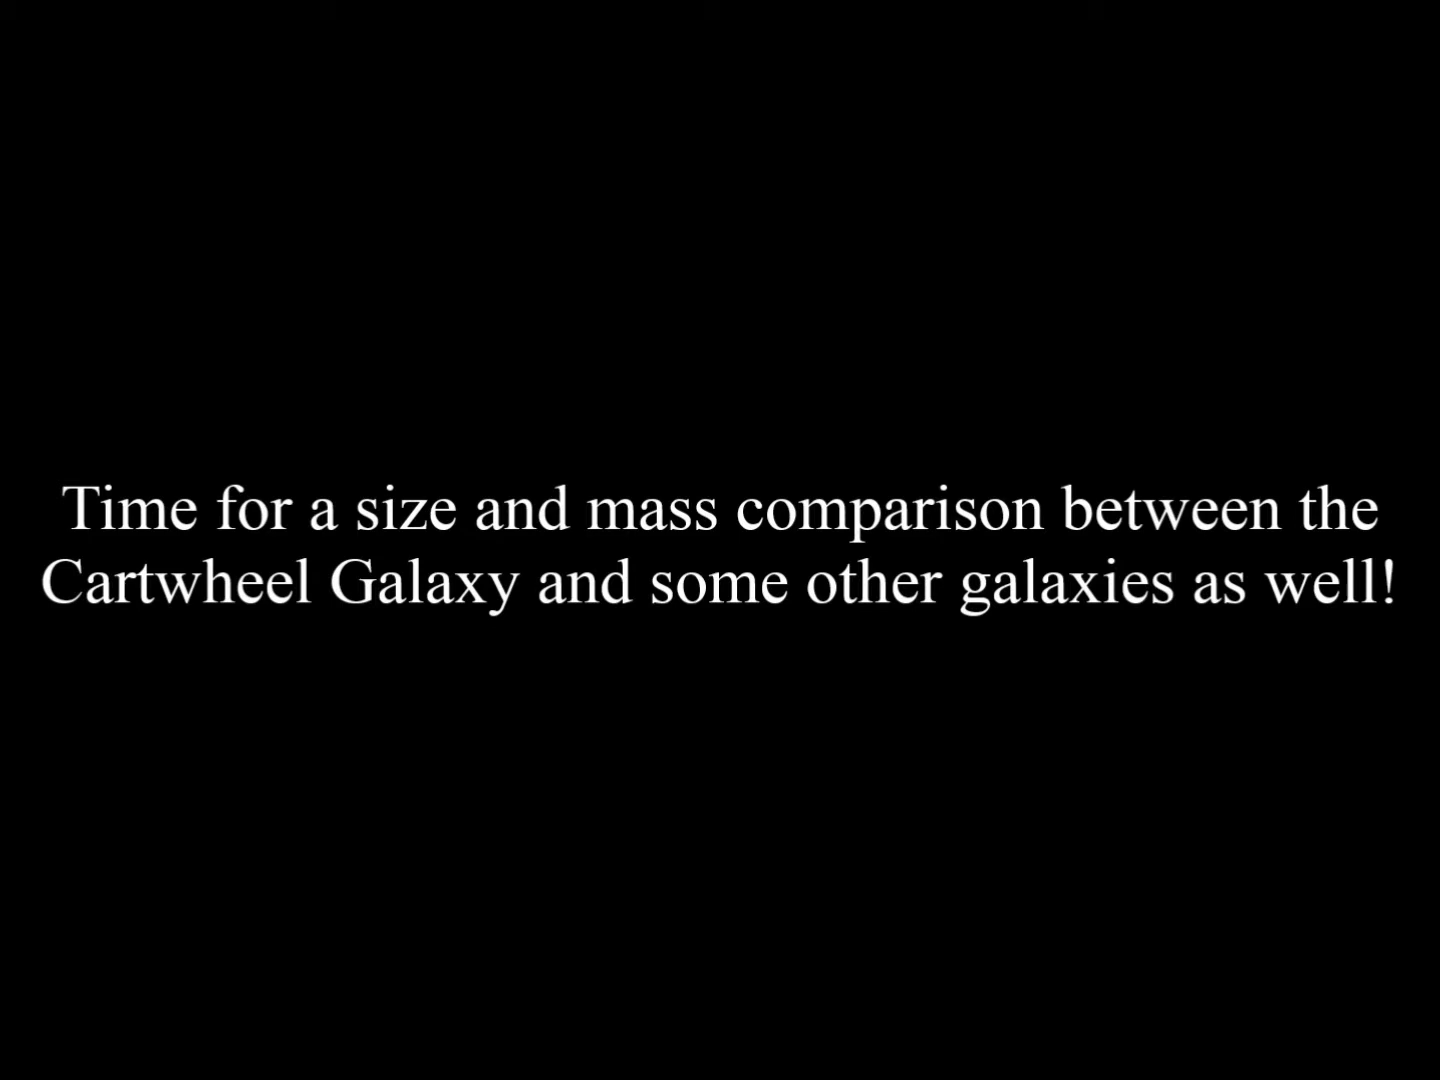 Time for a size and mass comparison between the
Cartwheel Galaxy and some other galaxies as well!